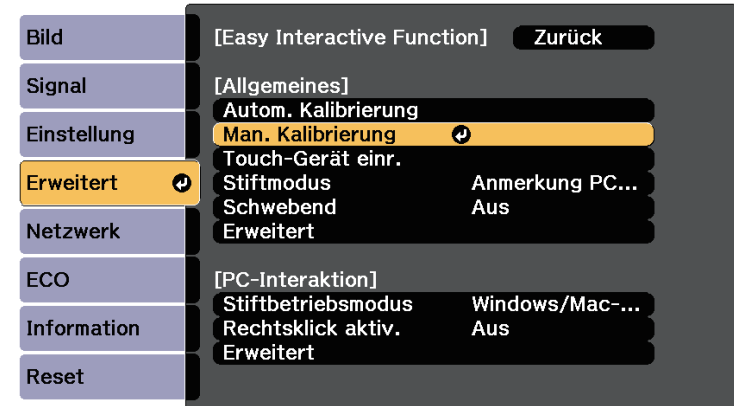 Bild
Signal
Einstellung
Erweitert
Netzwerk
ECO
Information
Reset
[Easy Interactive Function] Zurück
[Allgemeines]
Autom. Kalibrierung
Man. Kalibrierung
Touch-Gerät einr.
Stiftmodus Anmerkung PC...
Schwebend Aus
Erweitert
[PC-Interaktion]
Stiftbetriebsmodus Windows/Mac-...
Rechtsklick aktiv. Aus
Erweitert